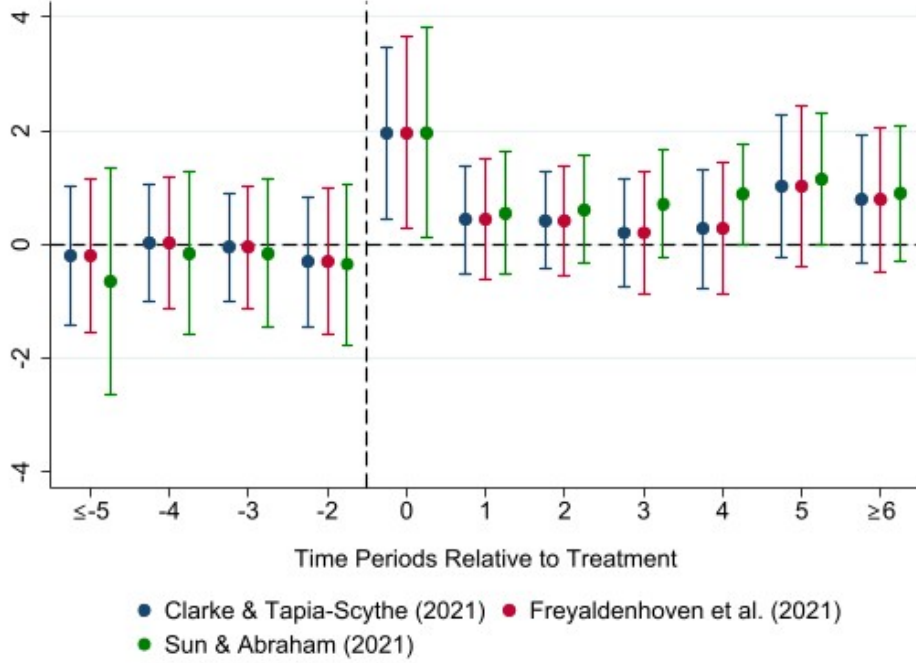 4
2
0
-2
-4
≤-5 -4 -3 -2 0 1 2 3 4 5 ≥6
Time Periods Relative to Treatment
Clarke & Tapia-Scythe (2021) Freyaldenhoven et al. (2021)
Sun & Abraham (2021)